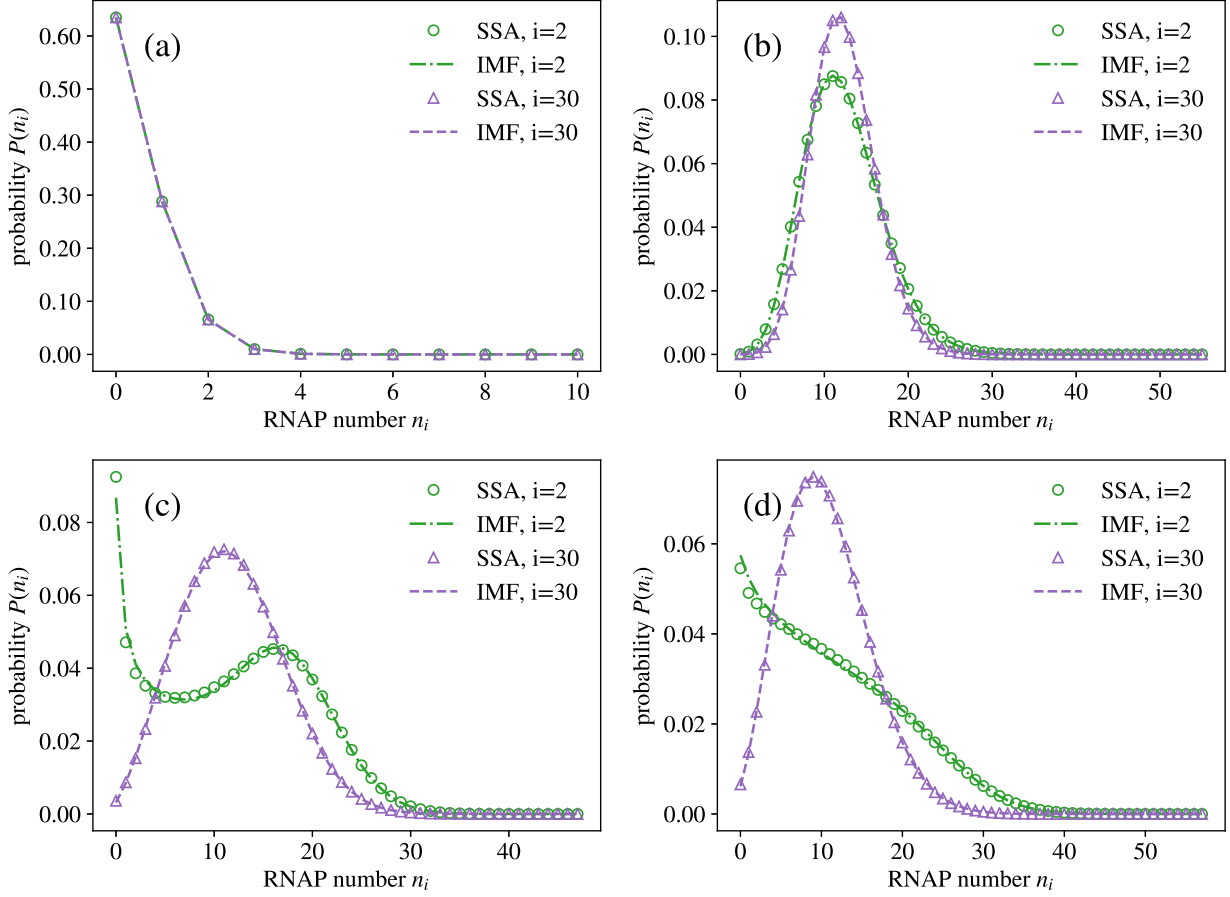 (a)
SSA, i=2
IMF, i=2
SSA, i=30
IMF, i=30
probability P(nᵢ)
0.60
0.50
0.40
0.30
0.20
0.10
0.00
0 2 4 6 8 10
RNAP number nᵢ
(b)
SSA, i=2
IMF, i=2
SSA, i=30
IMF, i=30
probability P(nᵢ)
0.10
0.08
0.06
0.04
0.02
0.00
0 10 20 30 40 50
RNAP number nᵢ
(c)
SSA, i=2
IMF, i=2
SSA, i=30
IMF, i=30
probability P(nᵢ)
0.08
0.06
0.04
0.02
0.00
0 10 20 30 40
RNAP number nᵢ
(d)
SSA, i=2
IMF, i=2
SSA, i=30
IMF, i=30
probability P(nᵢ)
0.06
0.04
0.02
0.00
0 10 20 30 40 50
RNAP number nᵢ